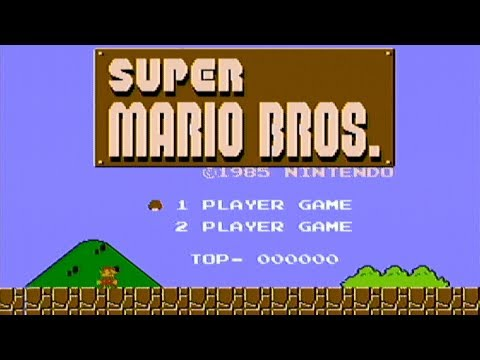 SUPER
MARIO BROS.
©1985 NINTENDO
1 PLAYER GAME
2 PLAYER GAME
TOP- 000000